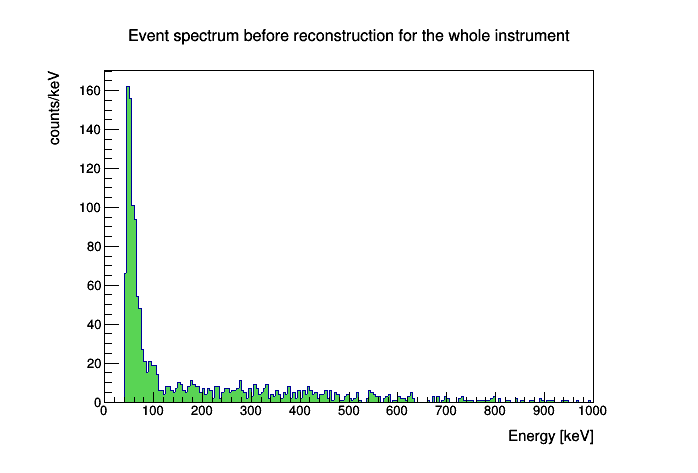 Event spectrum before reconstruction for the whole instrument
counts/keV
160
140
120
100
80
60
40
20
0
0 100 200 300 400 500 600 700 800 900 1000
Energy [keV]